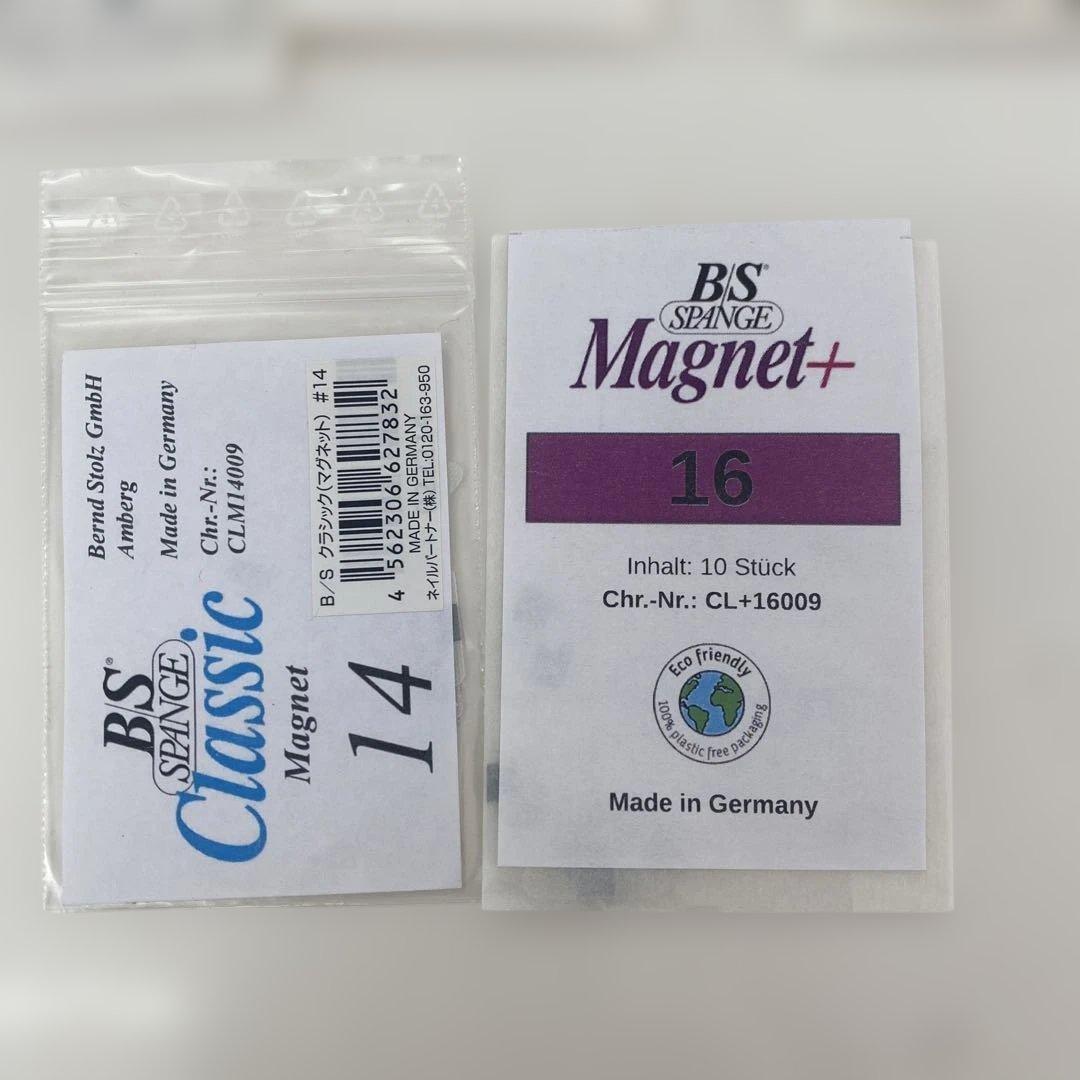 B/S®
SPANGE
Classic
Magnet
14
Bernd Stolz GmbH
Amberg
Made in Germany
Chr.-Nr.:
CLM14009
B/S クラシック(マグネット) #14
4 562306 627832
MADE IN GERMANY
ネイルパートナー(株) TEL:0120-163-950
B/S®
SPANGE
Magnet+
16
Inhalt: 10 Stück
Chr.-Nr.: CL+16009
Eco friendly
100% plastic free packaging
Made in Germany